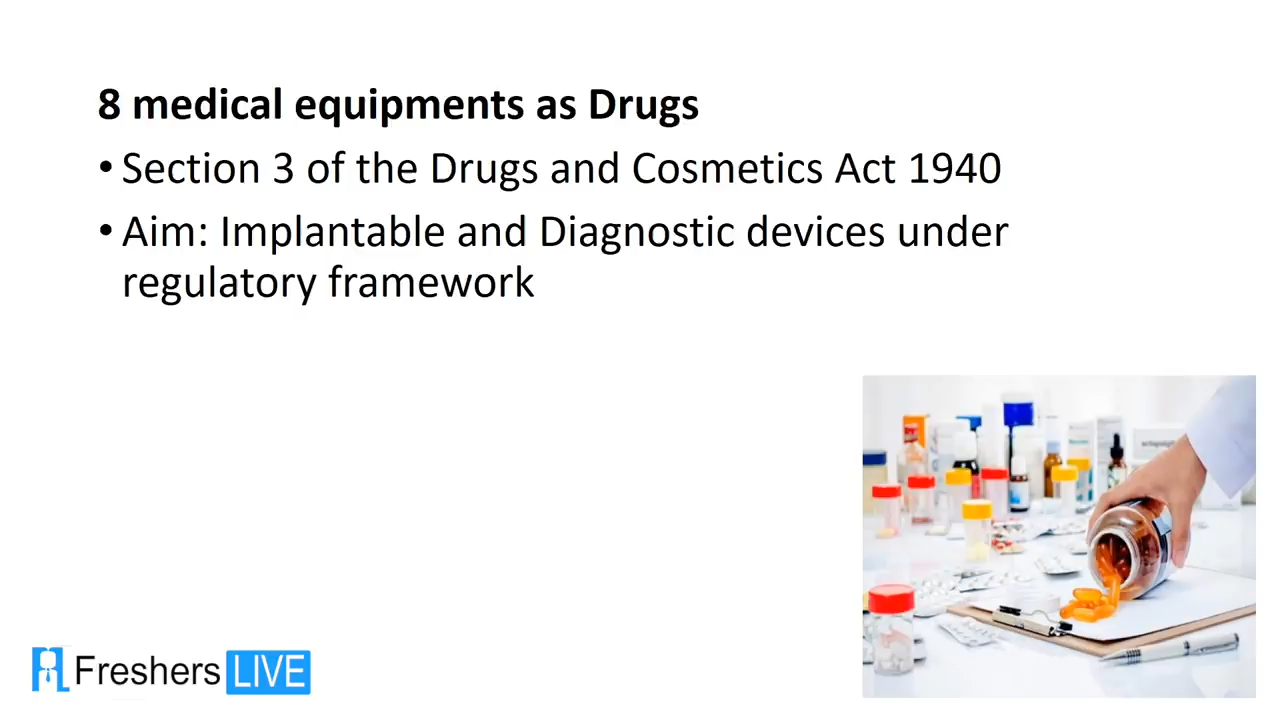 8 medical equipments as Drugs
• Section 3 of the Drugs and Cosmetics Act 1940
• Aim: Implantable and Diagnostic devices under
regulatory framework
Freshers LIVE